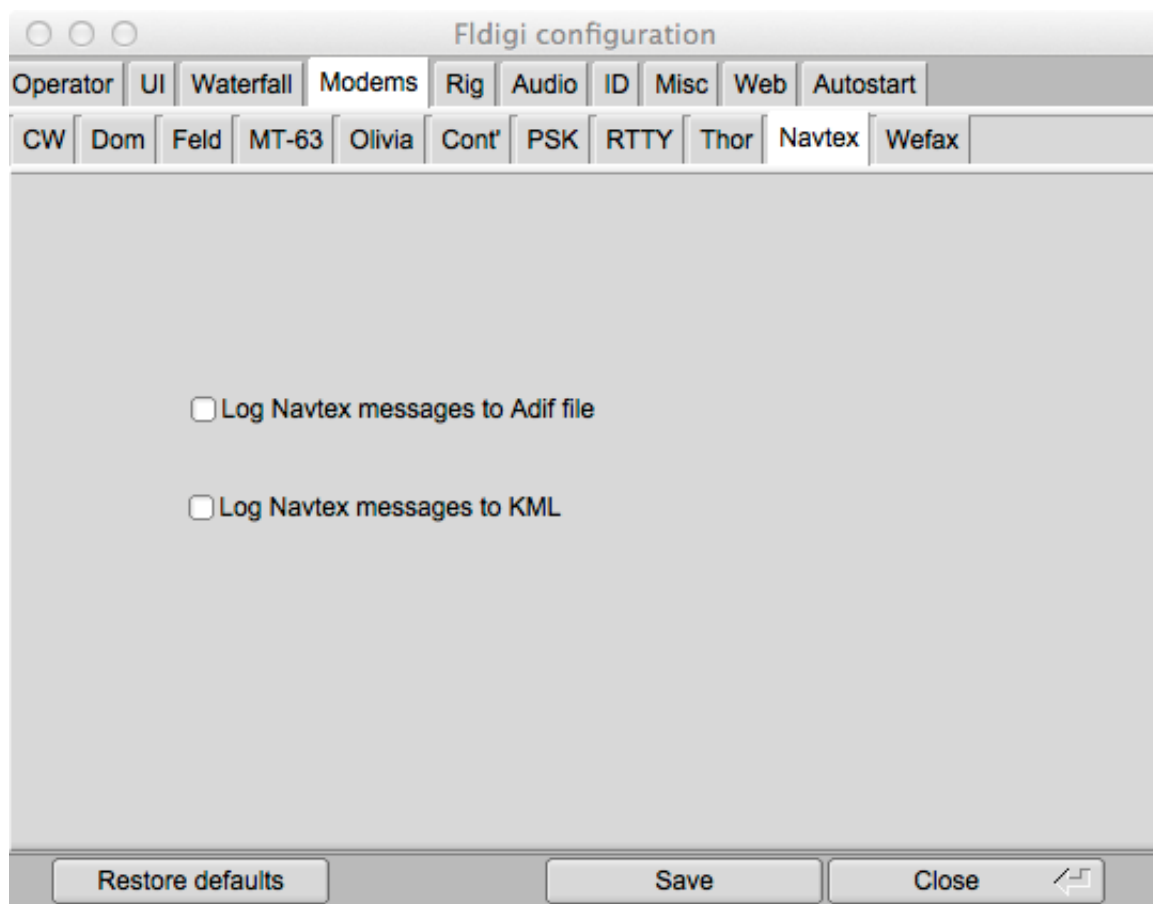 Fldigi configuration
Operator UI Waterfall Modems Rig Audio ID Misc Web Autostart
CW Dom Feld MT-63 Olivia Cont' PSK RTTY Thor Navtex Wefax
Log Navtex messages to Adif file
Log Navtex messages to KML
Restore defaults Save Close